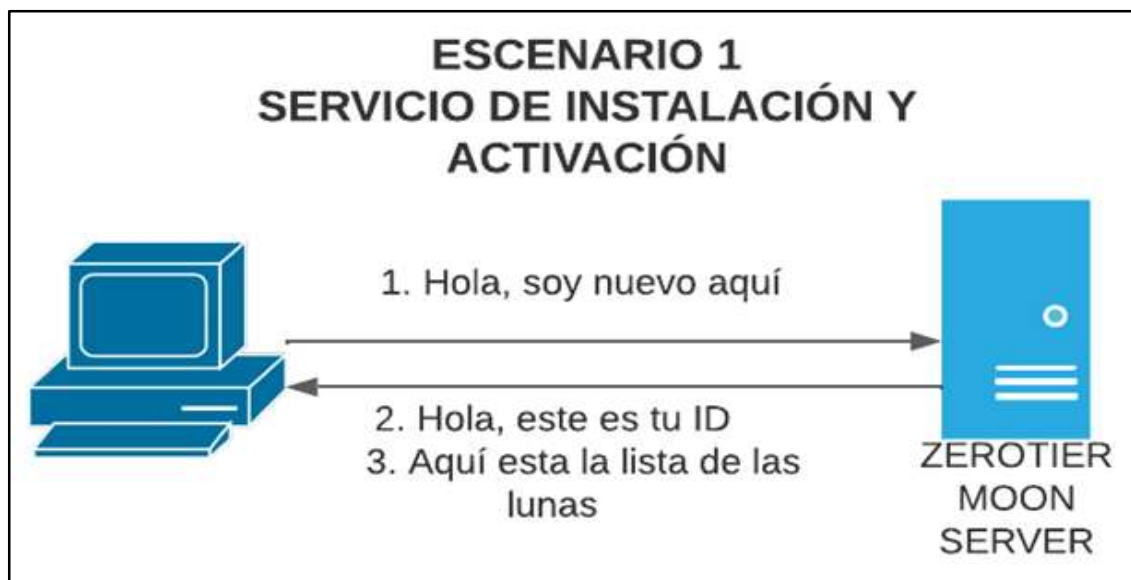 ESCENARIO 1
SERVICIO DE INSTALACIÓN Y
ACTIVACIÓN
1. Hola, soy nuevo aquí
2. Hola, este es tu ID
3. Aquí esta la lista de las
lunas
ZEROTIER
MOON
SERVER